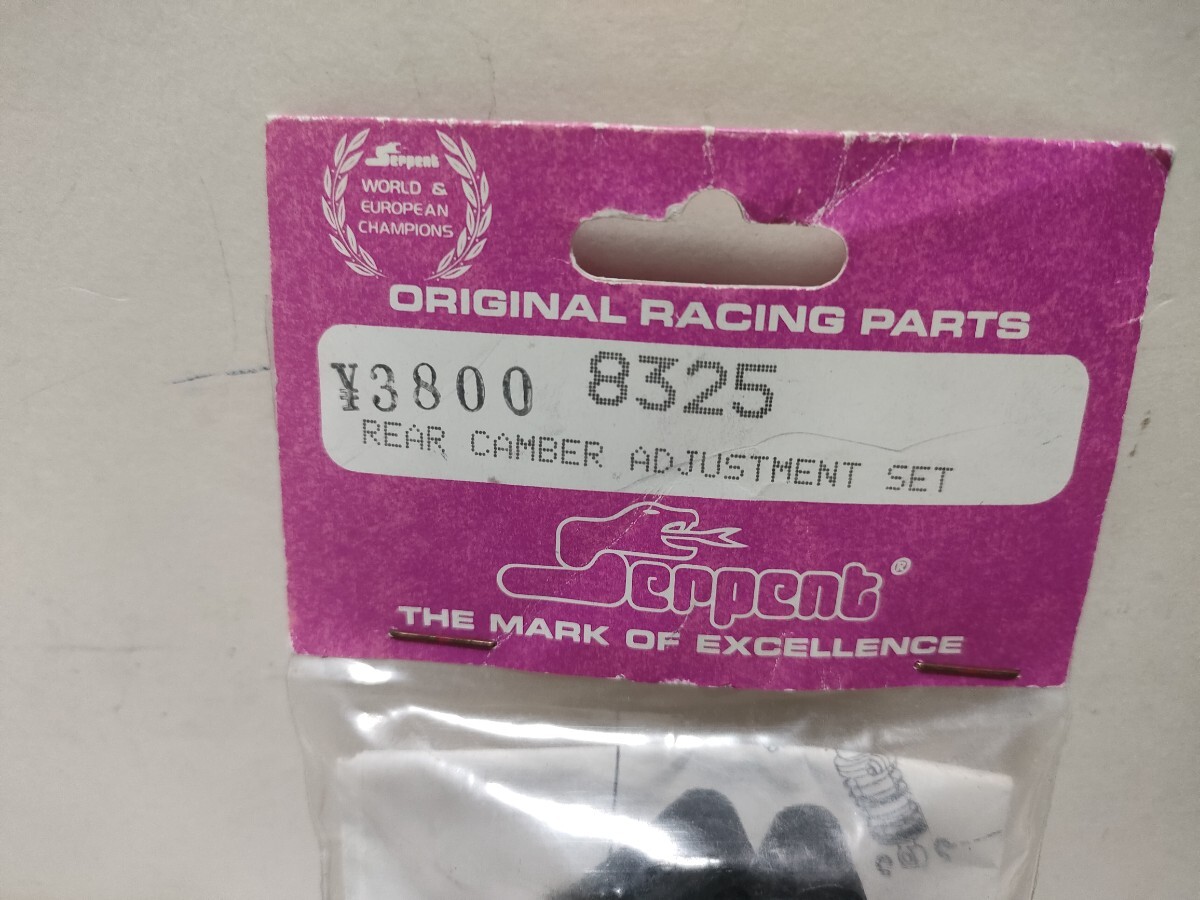 Serpent
WORLD &
EUROPEAN
CHAMPIONS
ORIGINAL RACING PARTS
¥3800 8325
REAR CAMBER ADJUSTMENT SET
Serpent®
THE MARK OF EXCELLENCE